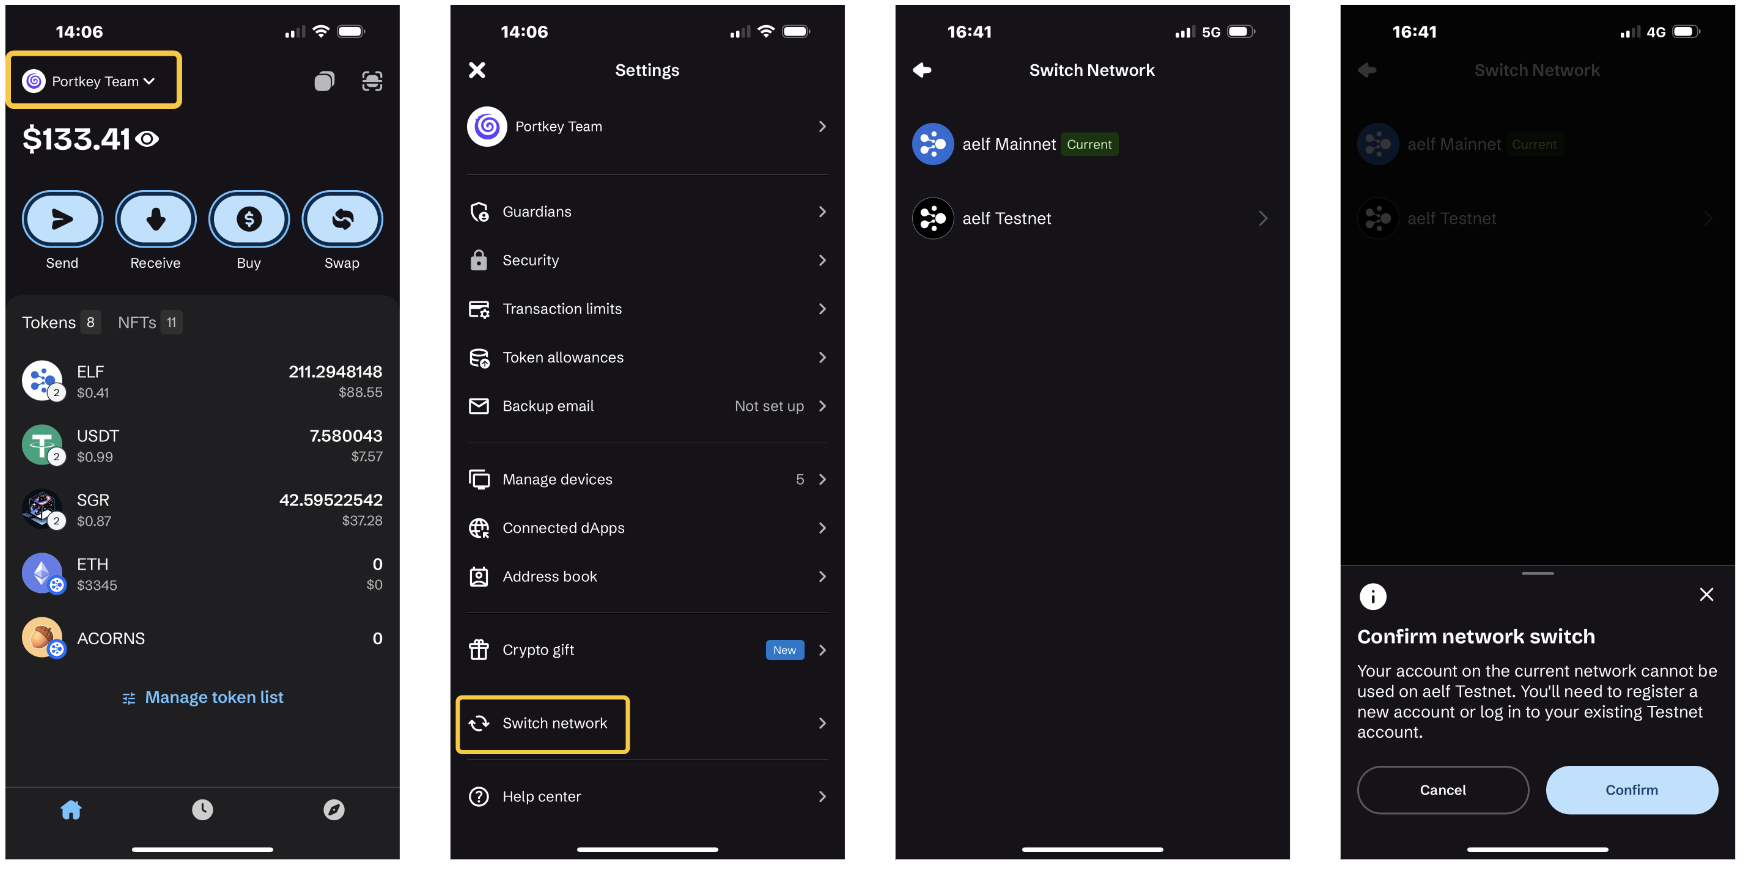 14:06
Portkey Team
$133.41
Send Receive Buy Swap
Tokens 8 NFTs 11
ELF 211.2948148
$0.41 $88.55
2
USDT 7.580043
$0.99 $7.57
2
SGR 42.59522542
$0.87 $37.28
2
ETH 0
$3345 $0
ACORNS 0
Manage token list
14:06
Settings
Portkey Team
Guardians
Security
Transaction limits
Token allowances
Backup email Not set up
Manage devices 5
Connected dApps
Address book
Crypto gift New
Switch network
Help center
16:41 5G
Switch Network
aelf Mainnet Current
aelf Testnet
16:41 4G
Switch Network
aelf Mainnet Current
aelf Testnet
Confirm network switch
Your account on the current network cannot be
used on aelf Testnet. You'll need to register a
new account or log in to your existing Testnet
account.
Cancel Confirm